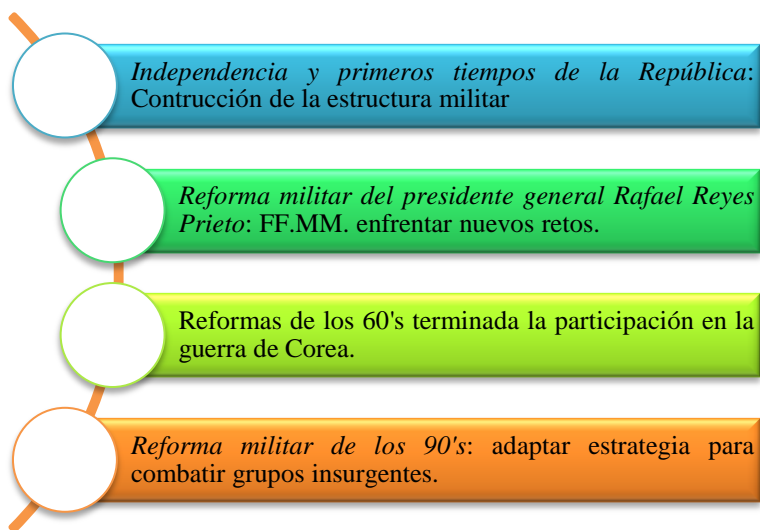 Independencia y primeros tiempos de la República:
Contrucción de la estructura militar
Reforma militar del presidente general Rafael Reyes
Prieto: FF.MM. enfrentar nuevos retos.
Reformas de los 60's terminada la participación en la
guerra de Corea.
Reforma militar de los 90's: adaptar estrategia para
combatir grupos insurgentes.